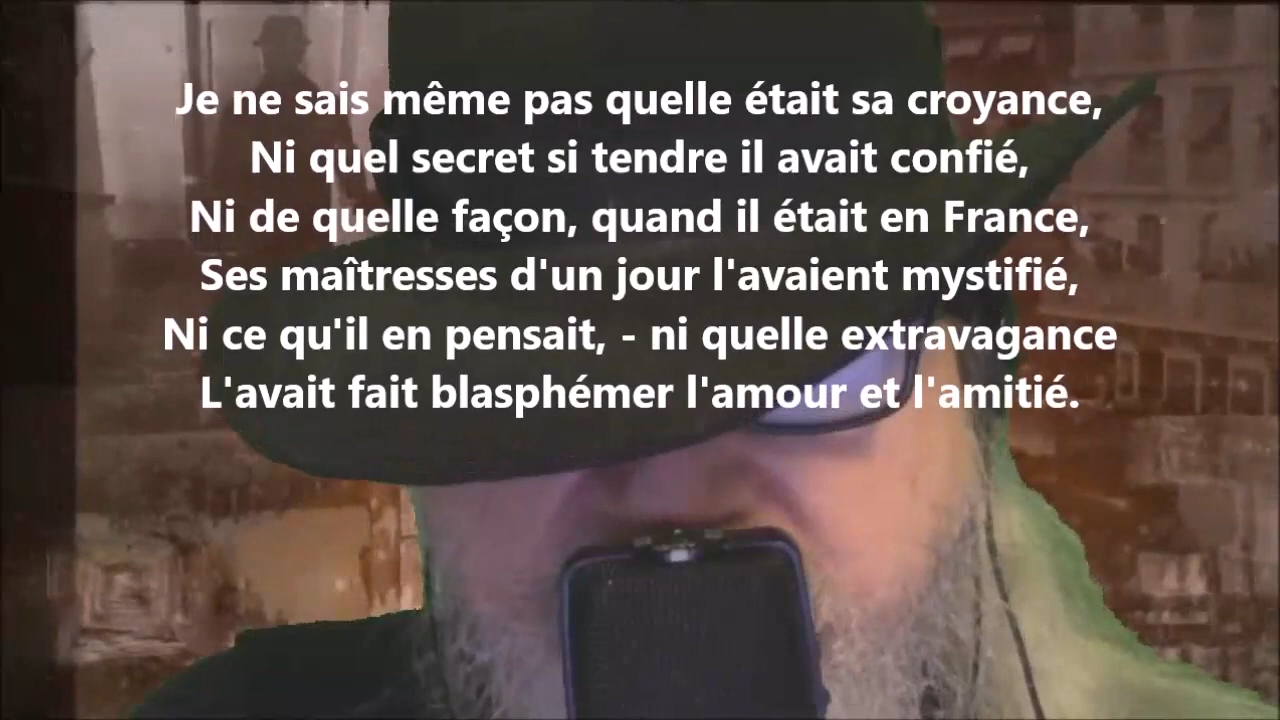 Je ne sais même pas quelle était sa croyance,
Ni quel secret si tendre il avait confié,
Ni de quelle façon, quand il était en France,
Ses maîtresses d'un jour l'avaient mystifié,
Ni ce qu'il en pensait, - ni quelle extravagance
L'avait fait blasphémer l'amour et l'amitié.